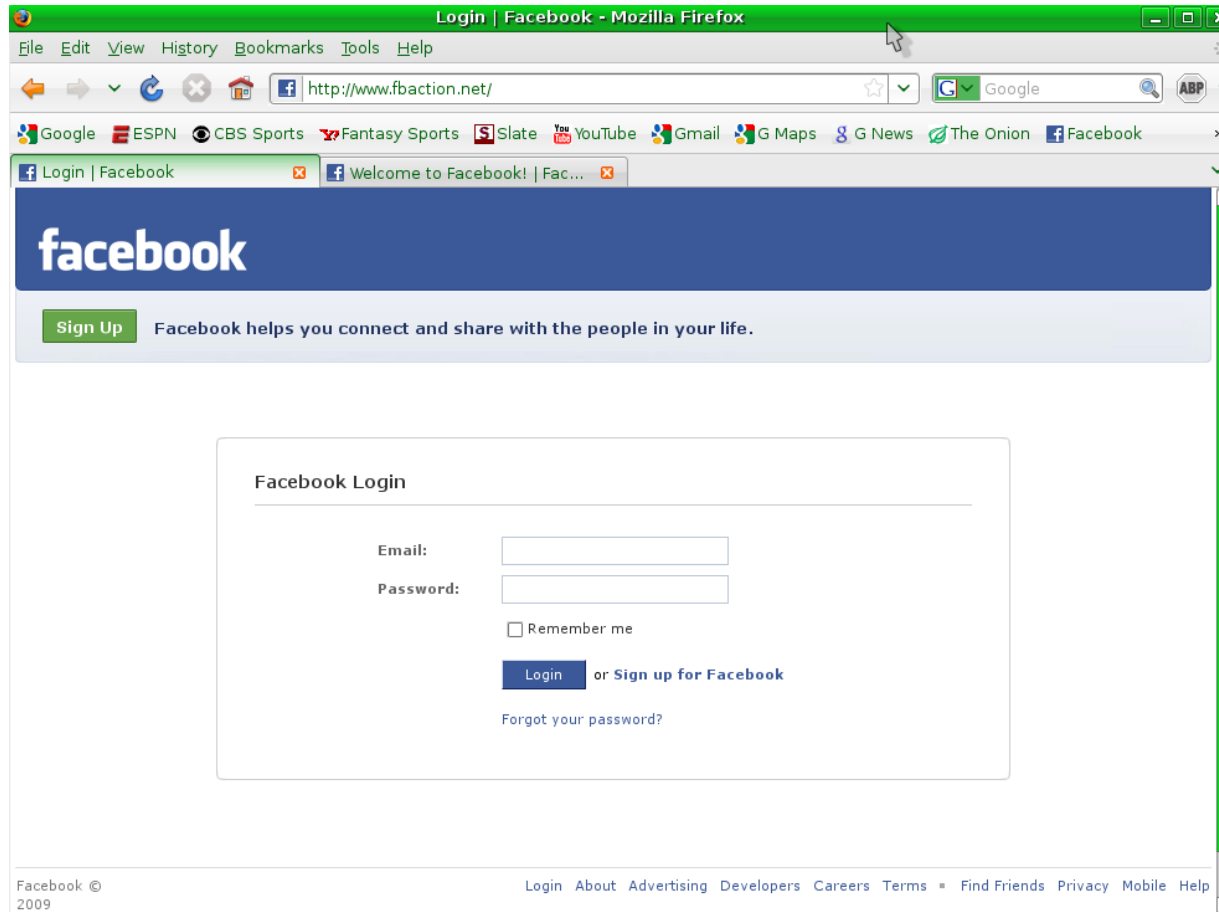 Login | Facebook - Mozilla Firefox
File Edit View History Bookmarks Tools Help
http://www.fbaction.net/ G Google ABP
Google ESPN CBS Sports Fantasy Sports S Slate You Tube YouTube Gmail G Maps g G News The Onion f Facebook
f Login | Facebook f Welcome to Facebook! | Fac...
facebook
Sign Up Facebook helps you connect and share with the people in your life.
Facebook Login
Email:
Password:
Remember me
Login or Sign up for Facebook
Forgot your password?
Facebook © Login About Advertising Developers Careers Terms ▪ Find Friends Privacy Mobile Help
2009